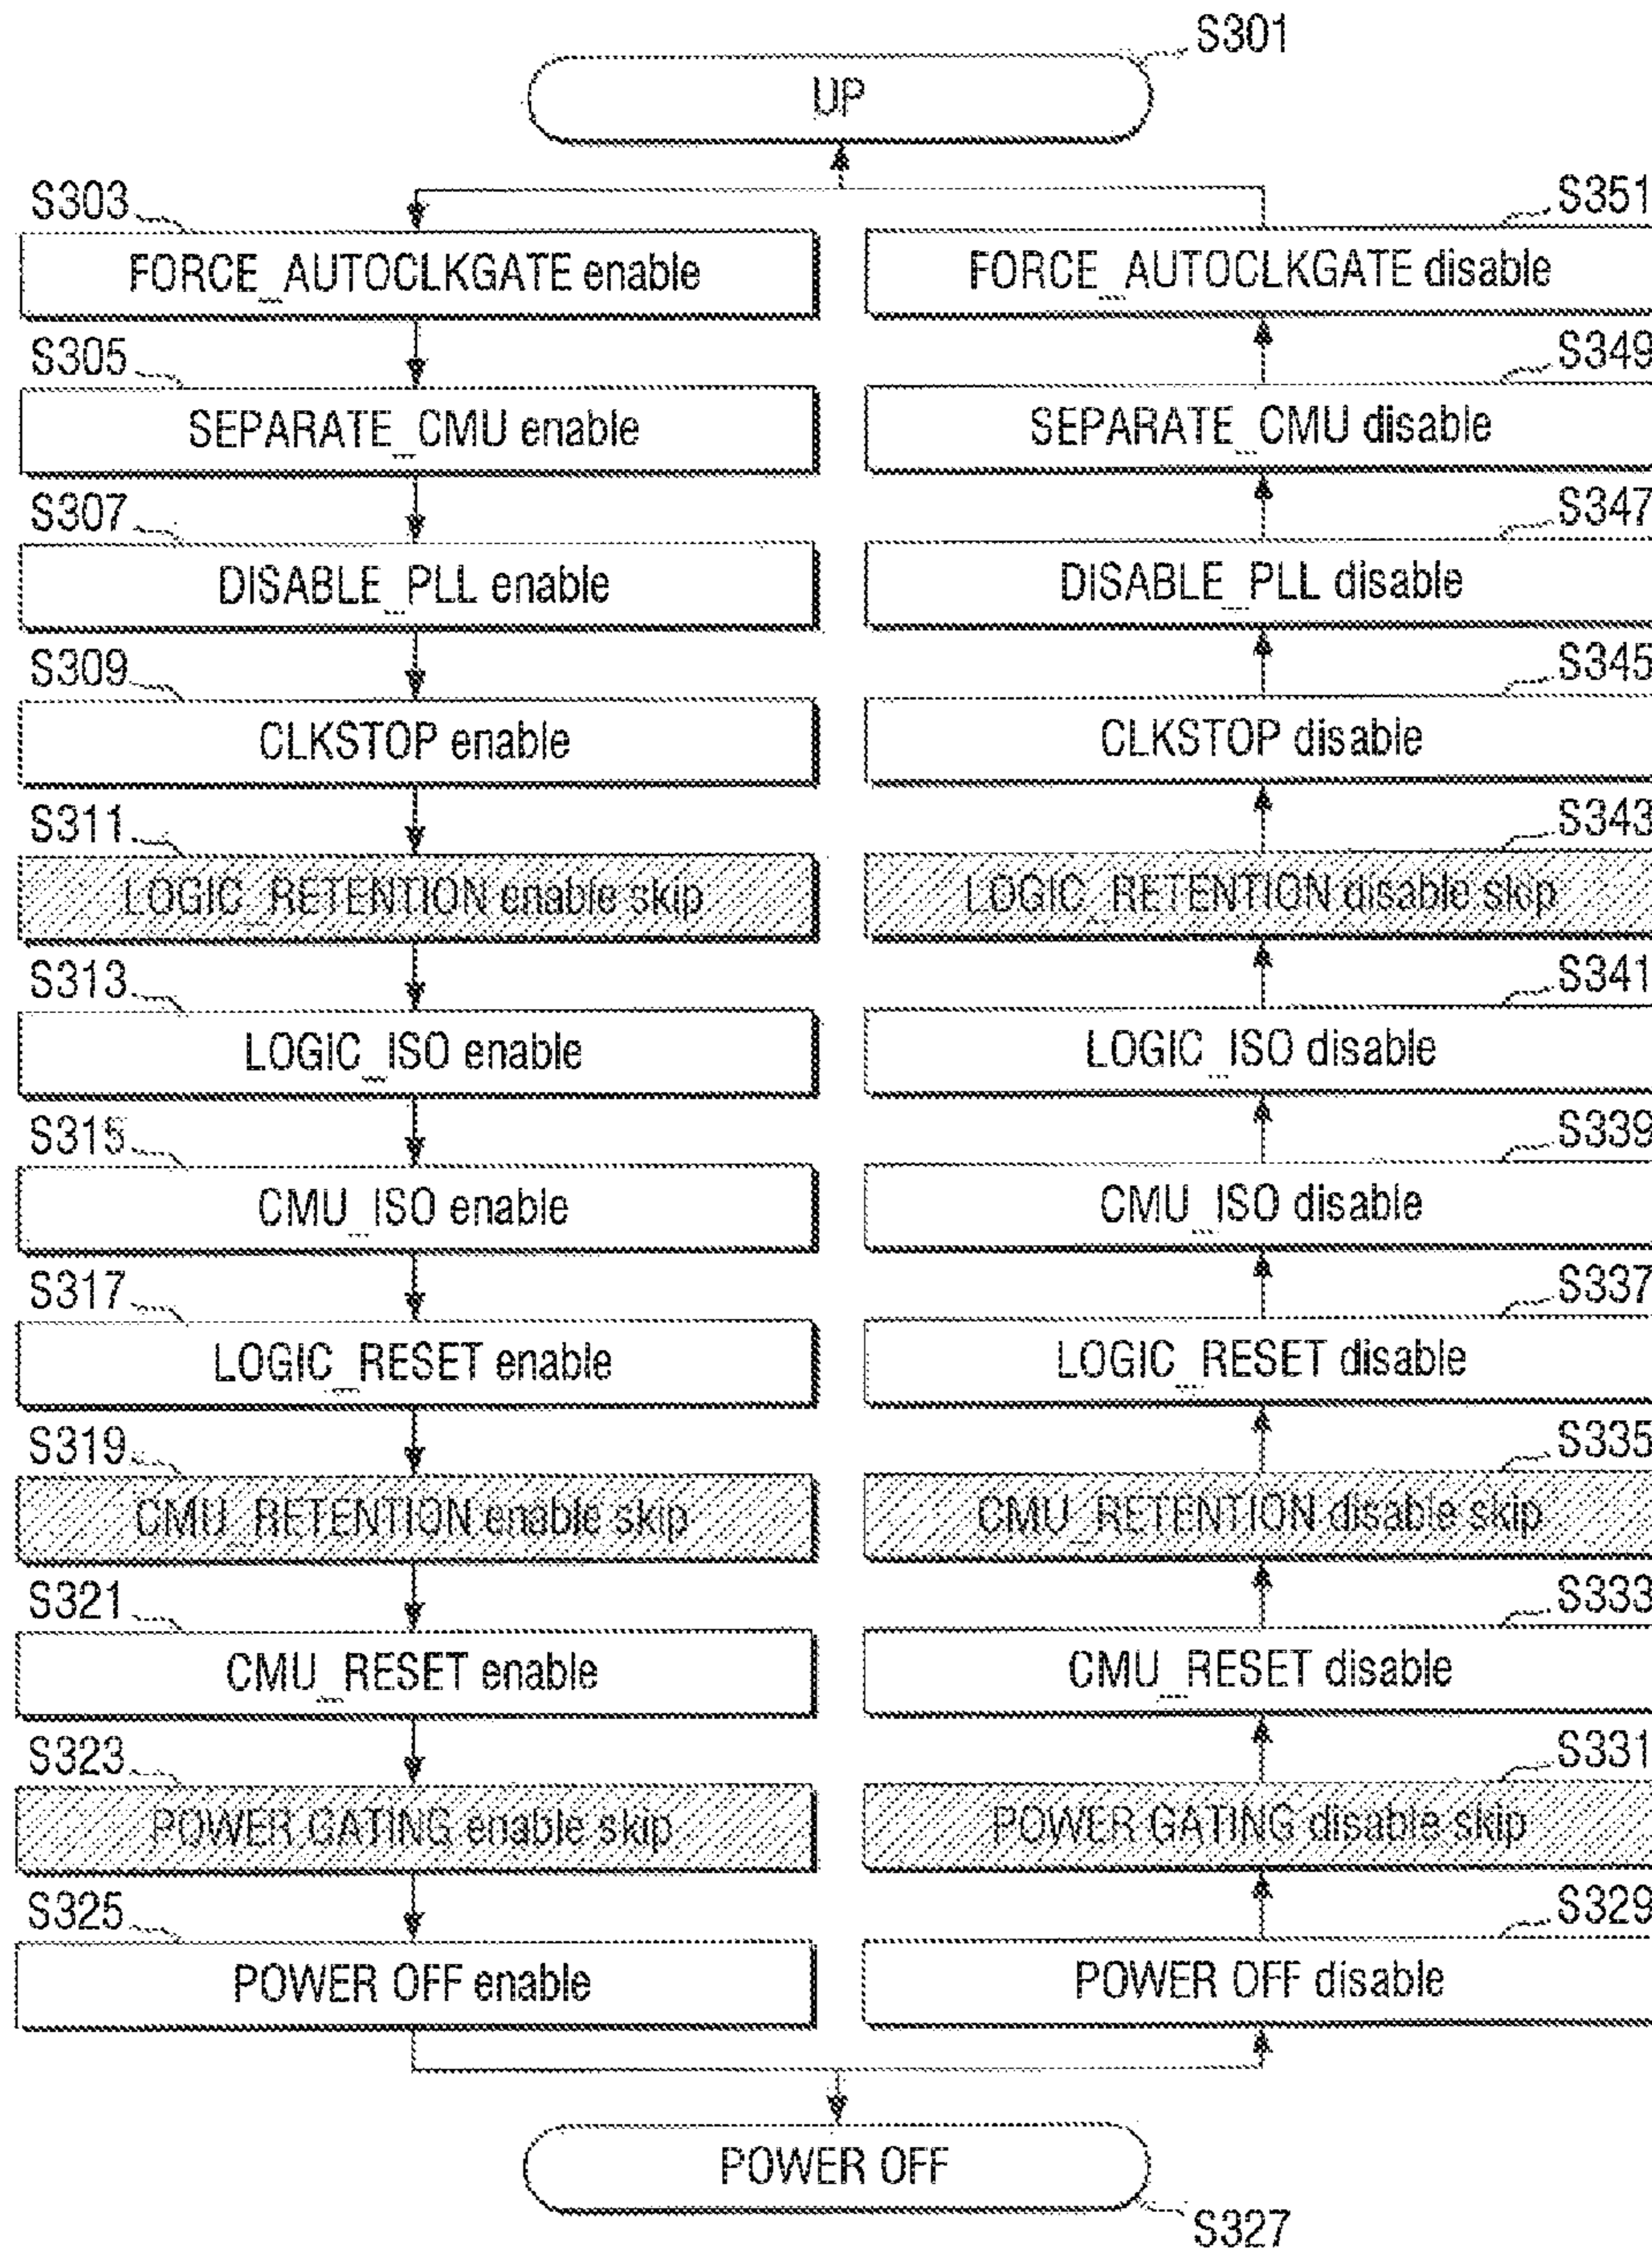 S301
UP
S303
FORCE_AUTOCLKGATE enable
S305
SEPARATE_CMU enable
S307
DISABLE_PLL enable
S309
CLKSTOP enable
S311
LOGIC_RETENTION enable skip
S313
LOGIC_ISO enable
S315
CMU_ISO enable
S317
LOGIC_RESET enable
S319
CMU_RETENTION enable skip
S321
CMU_RESET enable
S323
POWER GATING enable skip
S325
POWER OFF enable
S351
FORCE_AUTOCLKGATE disable
S349
SEPARATE_CMU disable
S347
DISABLE_PLL disable
S345
CLKSTOP disable
S343
LOGIC_RETENTION disable skip
S341
LOGIC_ISO disable
S339
CMU_ISO disable
S337
LOGIC_RESET disable
S335
CMU_RETENTION disable skip
S333
CMU_RESET disable
S331
POWER GATING disable skip
S329
POWER OFF disable
POWER OFF
S327